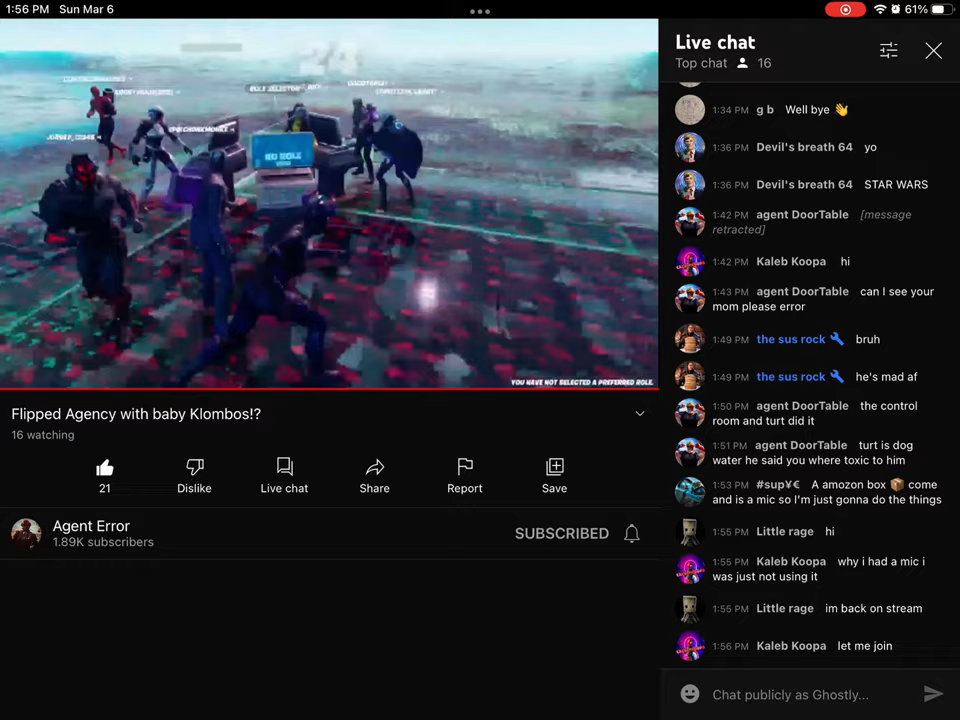 1:56 PM Sun Mar 6
61%
NO ROLE
YOU HAVE NOT SELECTED A PREFERRED ROLE.
Flipped Agency with baby Klombos!?
16 watching
21
Dislike
Live chat
Share
Report
Save
Agent Error
1.89K subscribers
SUBSCRIBED
Live chat
Top chat 16
1:34 PM g b Well bye 👋
1:36 PM Devil's breath 64 yo
1:36 PM Devil's breath 64 STAR WARS
1:42 PM agent DoorTable [message
retracted]
1:42 PM Kaleb Koopa hi
1:43 PM agent DoorTable can I see your
mom please error
1:49 PM the sus rock 🔧 bruh
1:49 PM the sus rock 🔧 he's mad af
1:50 PM agent DoorTable the control
room and turt did it
1:51 PM agent DoorTable turt is dog
water he said you where toxic to him
1:53 PM #sup¥€ A amozon box 📦 come
and is a mic so I'm just gonna do the things
1:55 PM Little rage hi
1:55 PM Kaleb Koopa why i had a mic i
was just not using it
1:55 PM Little rage im back on stream
1:56 PM Kaleb Koopa let me join
Chat publicly as Ghostly...